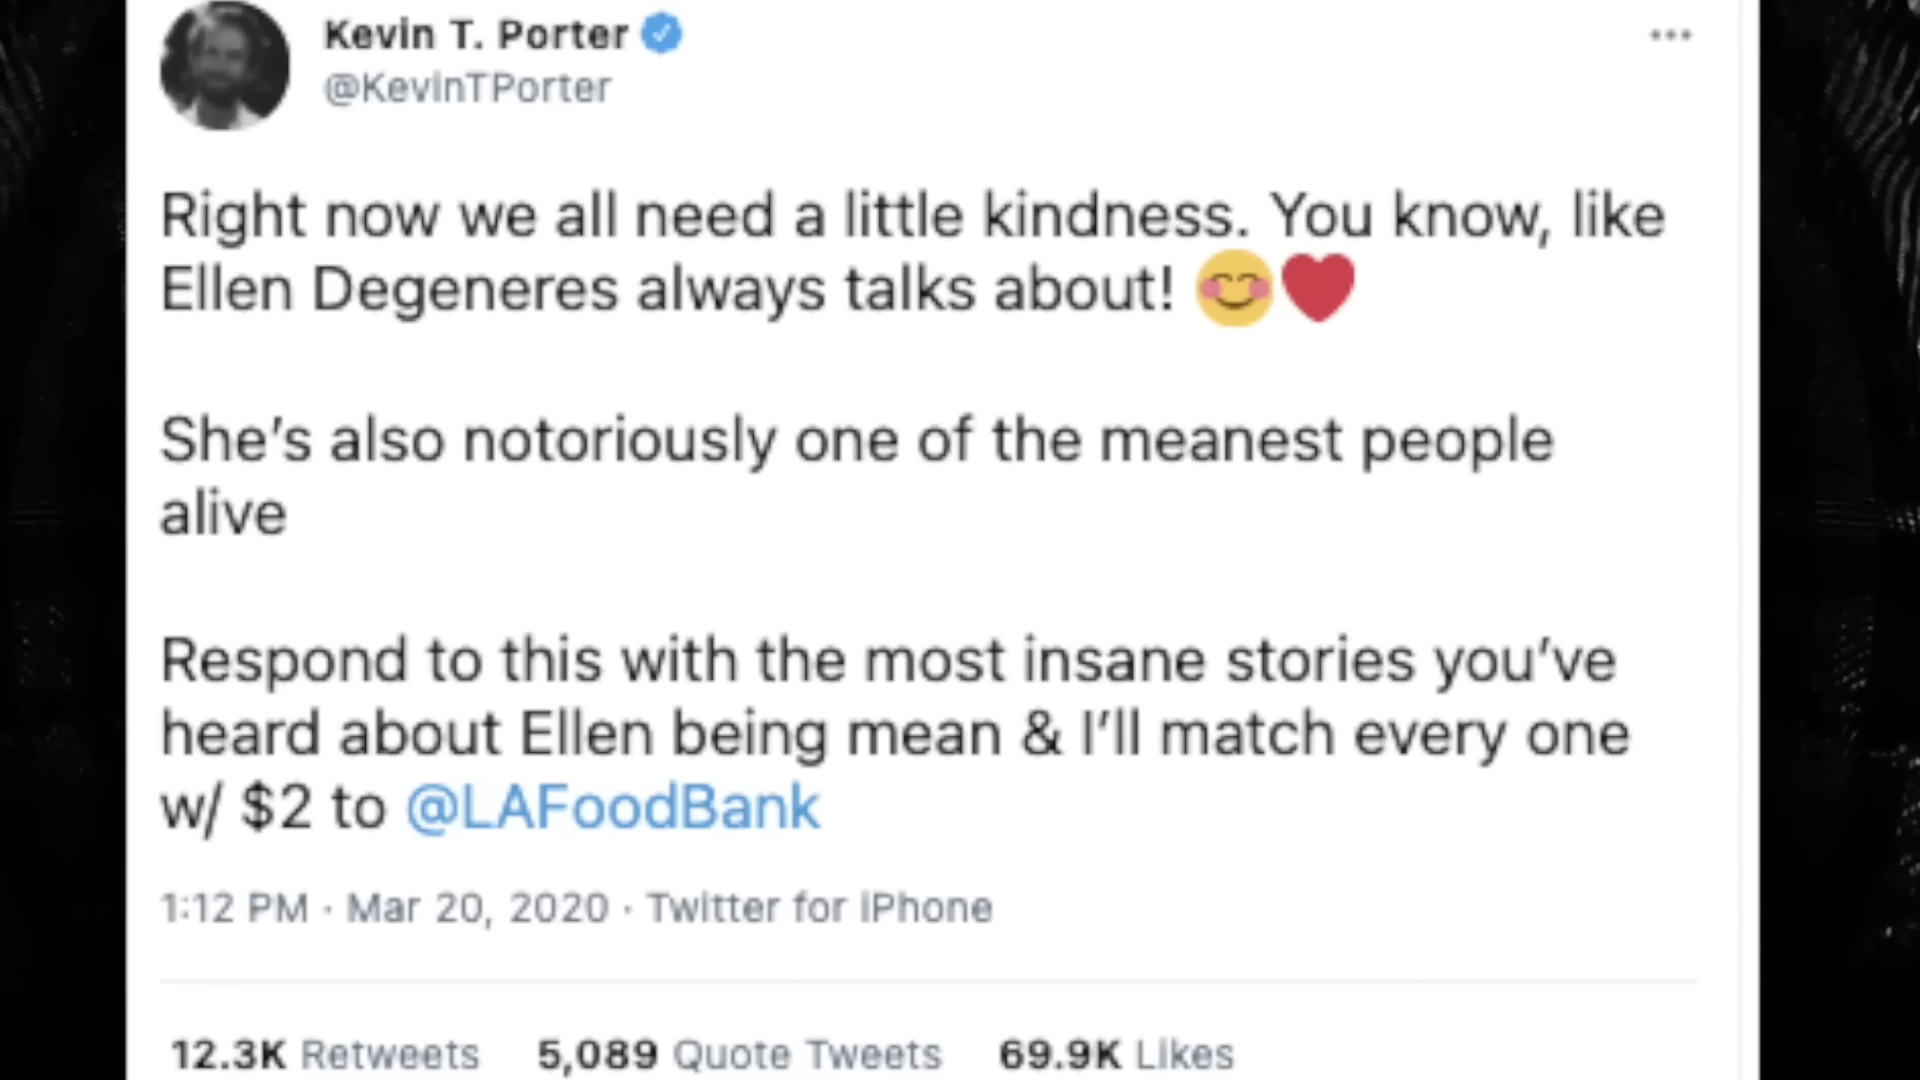 Kevin T. Porter
@KevinTPorter
Right now we all need a little kindness. You know, like
Ellen Degeneres always talks about! 😊❤️
She’s also notoriously one of the meanest people
alive
Respond to this with the most insane stories you’ve
heard about Ellen being mean & I’ll match every one
w/ $2 to @LAFoodBank
1:12 PM · Mar 20, 2020 · Twitter for iPhone
12.3K Retweets 5,089 Quote Tweets 69.9K Likes